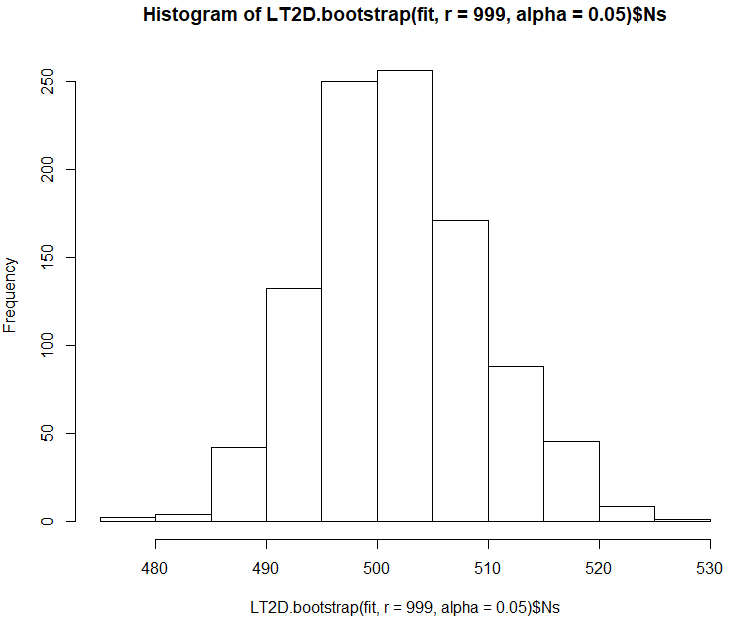 Histogram of LT2D.bootstrap(fit, r = 999, alpha = 0.05)$Ns
Frequency
250
200
150
100
50
0
480 490 500 510 520 530
LT2D.bootstrap(fit, r = 999, alpha = 0.05)$Ns